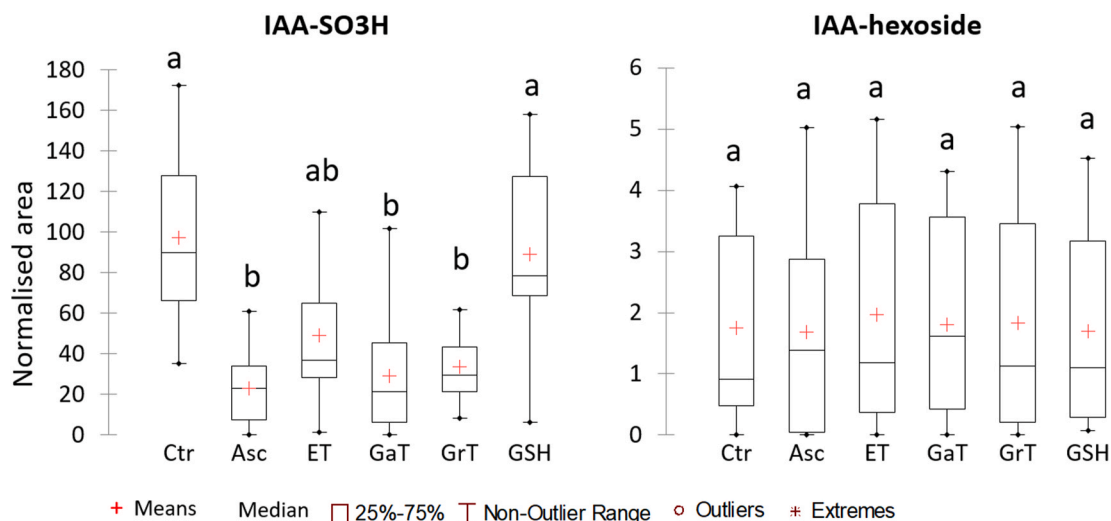 IAA-SO3H
IAA-hexoside
Normalised area
180
160
140
120
100
80
60
40
20
0
a
b
ab
b
b
a
Ctr Asc ET GaT GrT GSH
6
5
4
3
2
1
0
a
a
a
a
a
a
Ctr Asc ET GaT GrT GSH
+ Means Median 25%-75% Non-Outlier Range Outliers Extremes